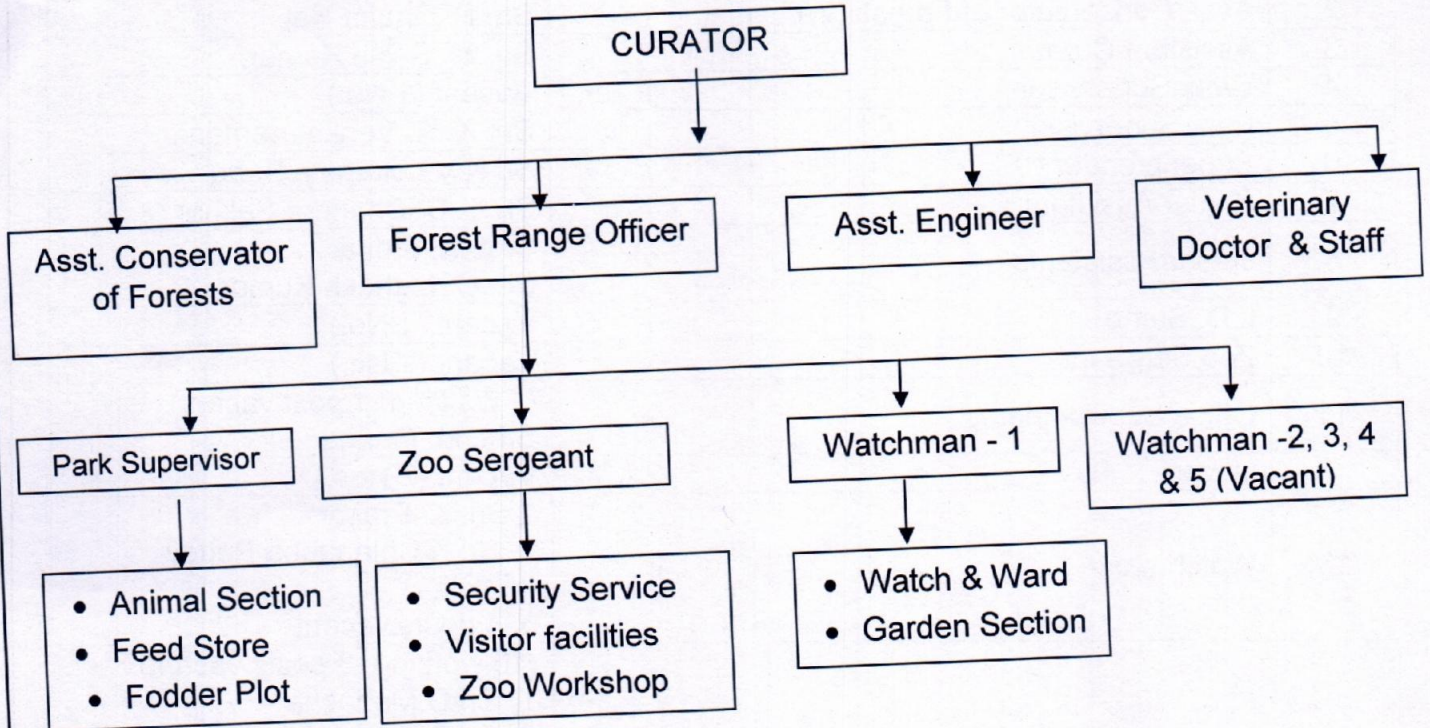 CURATOR
Asst. Conservator
of Forests
Forest Range Officer
Asst. Engineer
Veterinary
Doctor & Staff
Park Supervisor
Zoo Sergeant
Watchman - 1
Watchman -2, 3, 4
& 5 (Vacant)
• Animal Section
• Feed Store
• Fodder Plot
• Security Service
• Visitor facilities
• Zoo Workshop
• Watch & Ward
• Garden Section